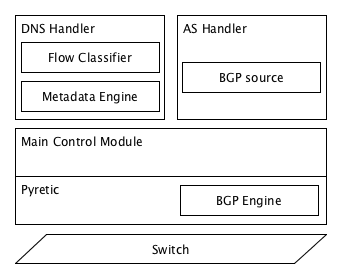 DNS Handler
Flow Classifier
Metadata Engine
AS Handler
BGP source
Main Control Module
Pyretic
BGP Engine
Switch